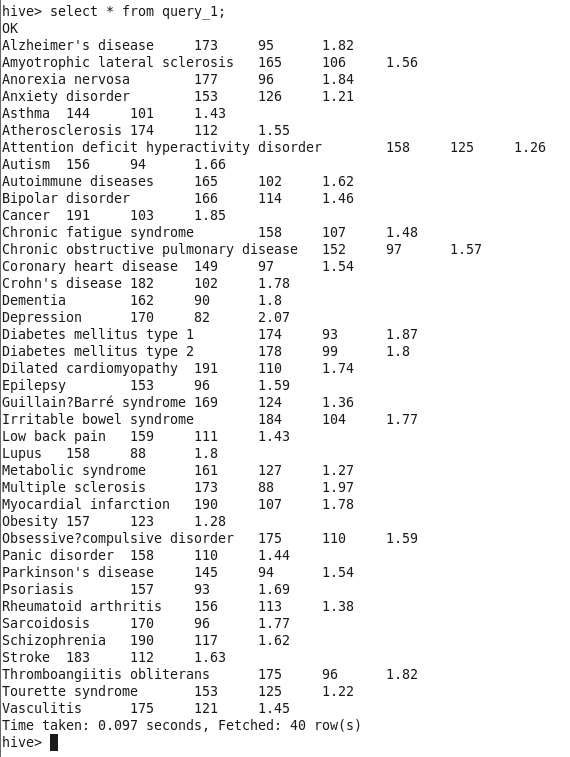 hive> select * from query_1;
OK
Alzheimer's disease 173 95 1.82
Amyotrophic lateral sclerosis 165 106 1.56
Anorexia nervosa 177 96 1.84
Anxiety disorder 153 126 1.21
Asthma 144 101 1.43
Atherosclerosis 174 112 1.55
Attention deficit hyperactivity disorder 158 125 1.26
Autism 156 94 1.66
Autoimmune diseases 165 102 1.62
Bipolar disorder 166 114 1.46
Cancer 191 103 1.85
Chronic fatigue syndrome 158 107 1.48
Chronic obstructive pulmonary disease 152 97 1.57
Coronary heart disease 149 97 1.54
Crohn's disease 182 102 1.78
Dementia 162 90 1.8
Depression 170 82 2.07
Diabetes mellitus type 1 174 93 1.87
Diabetes mellitus type 2 178 99 1.8
Dilated cardiomyopathy 191 110 1.74
Epilepsy 153 96 1.59
Guillain?Barré syndrome 169 124 1.36
Irritable bowel syndrome 184 104 1.77
Low back pain 159 111 1.43
Lupus 158 88 1.8
Metabolic syndrome 161 127 1.27
Multiple sclerosis 173 88 1.97
Myocardial infarction 190 107 1.78
Obesity 157 123 1.28
Obsessive?compulsive disorder 175 110 1.59
Panic disorder 158 110 1.44
Parkinson's disease 145 94 1.54
Psoriasis 157 93 1.69
Rheumatoid arthritis 156 113 1.38
Sarcoidosis 170 96 1.77
Schizophrenia 190 117 1.62
Stroke 183 112 1.63
Thromboangiitis obliterans 175 96 1.82
Tourette syndrome 153 125 1.22
Vasculitis 175 121 1.45
Time taken: 0.097 seconds, Fetched: 40 row(s)
hive>